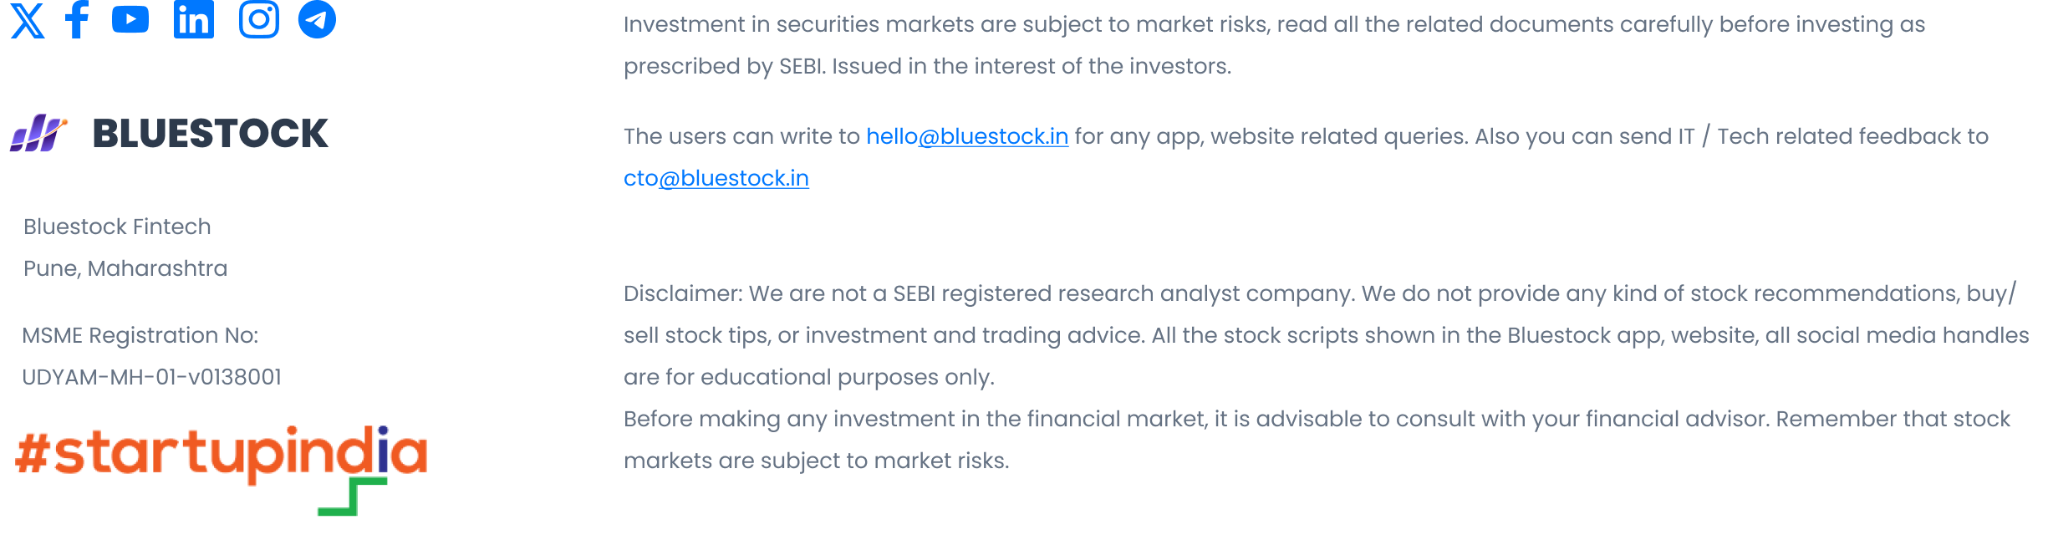 BLUESTOCK
Bluestock Fintech
Pune, Maharashtra
MSME Registration No:
UDYAM-MH-01-v0138001
#startupindia
Investment in securities markets are subject to market risks, read all the related documents carefully before investing as
prescribed by SEBI. Issued in the interest of the investors.
The users can write to hello@bluestock.in for any app, website related queries. Also you can send IT / Tech related feedback to
cto@bluestock.in
Disclaimer: We are not a SEBI registered research analyst company. We do not provide any kind of stock recommendations, buy/
sell stock tips, or investment and trading advice. All the stock scripts shown in the Bluestock app, website, all social media handles
are for educational purposes only.
Before making any investment in the financial market, it is advisable to consult with your financial advisor. Remember that stock
markets are subject to market risks.